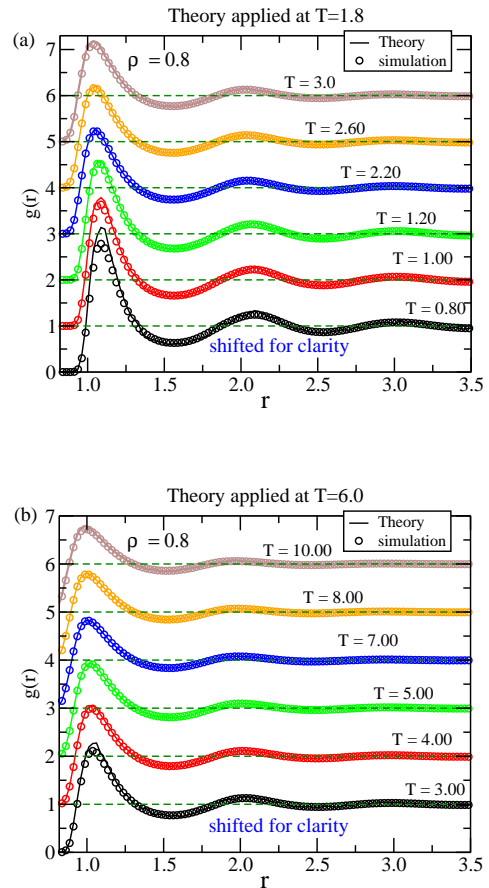 Theory applied at T=1.8
(a)
7
6
5
4
3
2
1
0
g(r)
ρ = 0.8
Theory
simulation
T = 3.0
T = 2.60
T = 2.20
T = 1.20
T = 1.00
T = 0.80
shifted for clarity
1.0 1.5 2.0 2.5 3.0 3.5
r
Theory applied at T=6.0
(b)
7
6
5
4
3
2
1
0
g(r)
ρ = 0.8
Theory
simulation
T = 10.00
T = 8.00
T = 7.00
T = 5.00
T = 4.00
T = 3.00
shifted for clarity
1.0 1.5 2.0 2.5 3.0 3.5
r